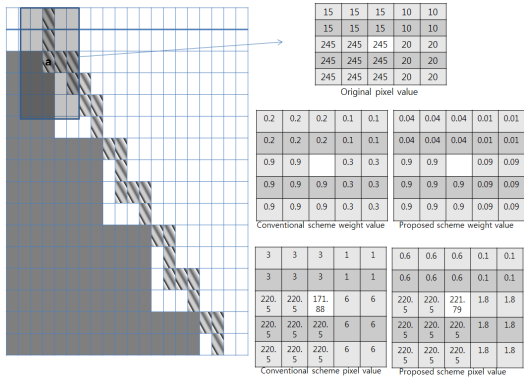 15 15 15 10 10
15 15 15 10 10
245 245 245 20 20
245 245 245 20 20
245 245 245 20 20
Original pixel value
a
0.2 0.2 0.2 0.1 0.1
0.2 0.2 0.2 0.1 0.1
0.9 0.9 0.3 0.3
0.9 0.9 0.9 0.3 0.3
0.9 0.9 0.9 0.3 0.3
Conventional scheme weight value
0.04 0.04 0.04 0.01 0.01
0.04 0.04 0.04 0.01 0.01
0.9 0.9 0.09 0.09
0.9 0.9 0.9 0.09 0.09
0.9 0.9 0.9 0.09 0.09
Proposed scheme weight value
3 3 3 1 1
3 3 3 1 1
220.5 220.5 171.88 6 6
220.5 220.5 220.5 6 6
220.5 220.5 220.5 6 6
Conventional scheme pixel value
0.6 0.6 0.6 0.1 0.1
0.6 0.6 0.6 0.1 0.1
220.5 220.5 221.79 1.8 1.8
220.5 220.5 220.5 1.8 1.8
220.5 220.5 220.5 1.8 1.8
Proposed scheme pixel value